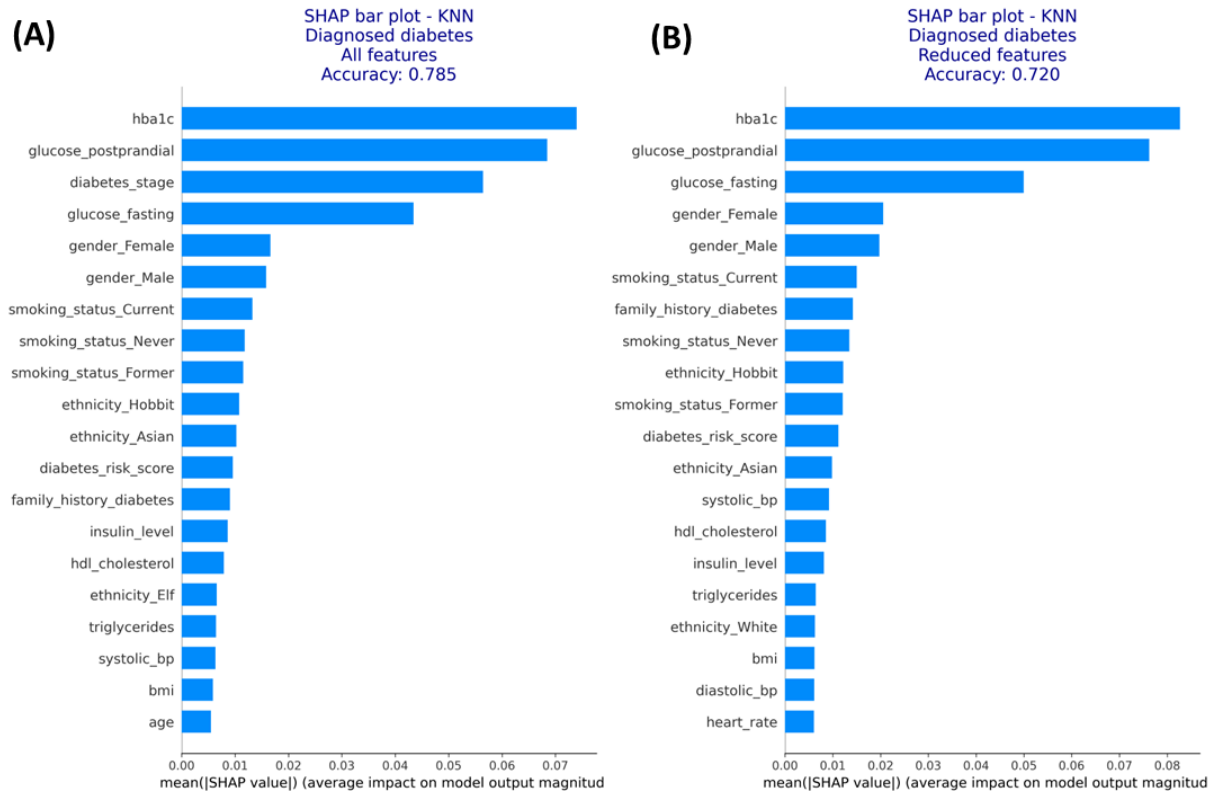 (A)
SHAP bar plot - KNN
Diagnosed diabetes
All features
Accuracy: 0.785
hba1c
glucose_postprandial
diabetes_stage
glucose_fasting
gender_Female
gender_Male
smoking_status_Current
smoking_status_Never
smoking_status_Former
ethnicity_Hobbit
ethnicity_Asian
diabetes_risk_score
family_history_diabetes
insulin_level
hdl_cholesterol
ethnicity_Elf
triglycerides
systolic_bp
bmi
age
0.00 0.01 0.02 0.03 0.04 0.05 0.06 0.07
mean(|SHAP value|) (average impact on model output magnitud
(B)
SHAP bar plot - KNN
Diagnosed diabetes
Reduced features
Accuracy: 0.720
hba1c
glucose_postprandial
glucose_fasting
gender_Female
gender_Male
smoking_status_Current
family_history_diabetes
smoking_status_Never
ethnicity_Hobbit
smoking_status_Former
diabetes_risk_score
ethnicity_Asian
systolic_bp
hdl_cholesterol
insulin_level
triglycerides
ethnicity_White
bmi
diastolic_bp
heart_rate
0.00 0.01 0.02 0.03 0.04 0.05 0.06 0.07 0.08
mean(|SHAP value|) (average impact on model output magnitud